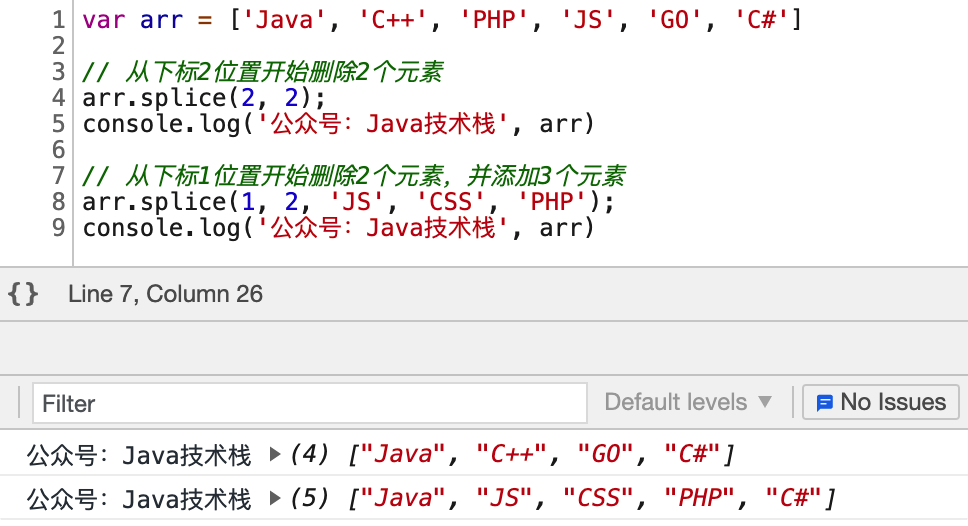 1 var arr = ['Java', 'C++', 'PHP', 'JS', 'GO', 'C#']
2
3 // 从下标2位置开始删除2个元素
4 arr.splice(2, 2);
5 console.log('公众号：Java技术栈', arr)
6
7 // 从下标1位置开始删除2个元素，并添加3个元素
8 arr.splice(1, 2, 'JS', 'CSS', 'PHP');
9 console.log('公众号：Java技术栈', arr)
{} Line 7, Column 26
Filter Default levels ▼ No Issues
公众号：Java技术栈 ▶ (4) ["Java", "C++", "GO", "C#"]
公众号：Java技术栈 ▶ (5) ["Java", "JS", "CSS", "PHP", "C#"]